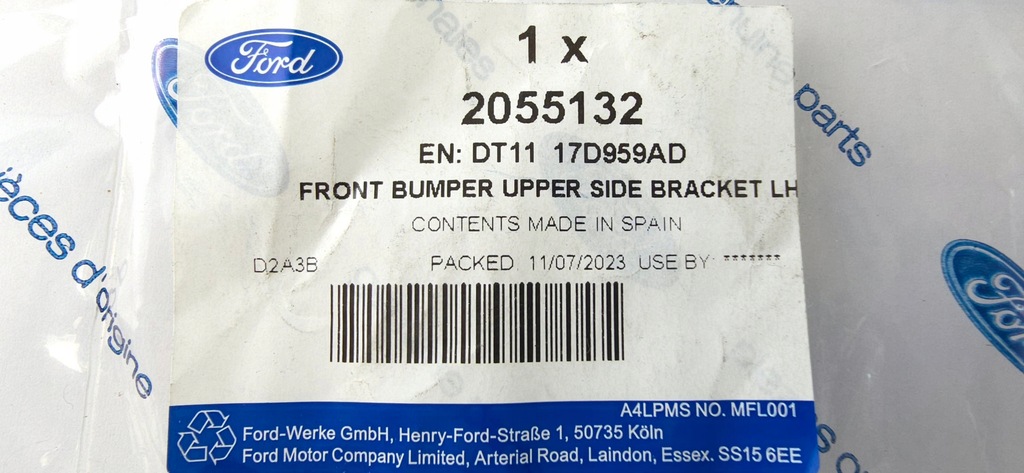 Ford
1 x
2055132
EN: DT11 17D959AD
FRONT BUMPER UPPER SIDE BRACKET LH
CONTENTS MADE IN SPAIN
D2A3B PACKED 11/07/2023 USE BY: *******
A4LPMS NO. MFL001
Ford-Werke GmbH, Henry-Ford-Straße 1, 50735 Köln
Ford Motor Company Limited, Arterial Road, Laindon, Essex. SS15 6EE
parts
d'origine
Ford